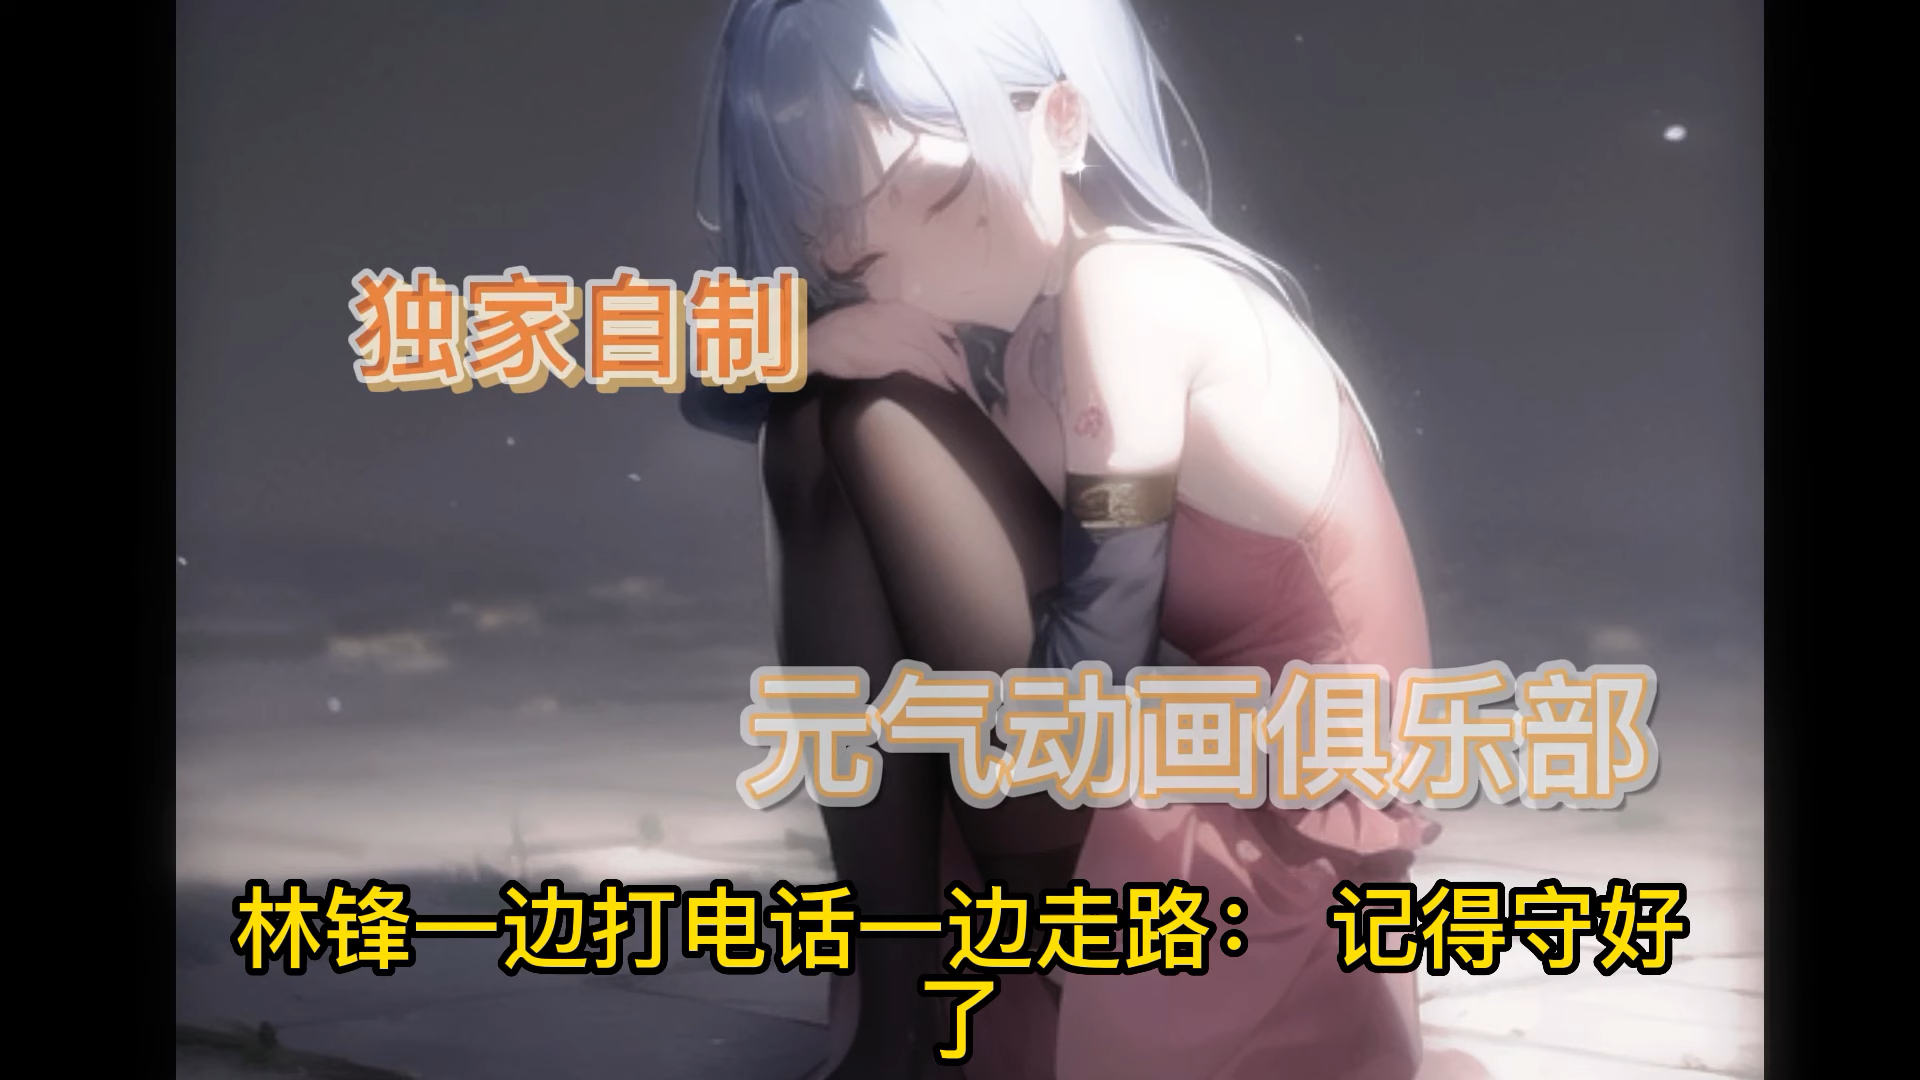 独家自制
元气动画俱乐部
林锋一边打电话一边走路： 记得守好
了